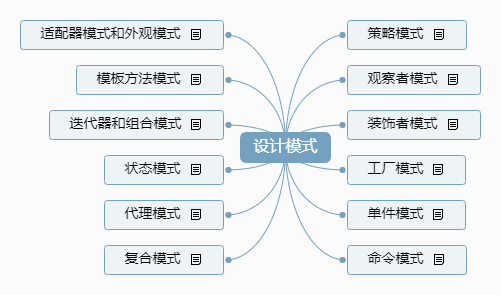 适配器模式和外观模式
策略模式
模板方法模式
观察者模式
迭代器和组合模式
装饰者模式
设计模式
状态模式
工厂模式
代理模式
单件模式
复合模式
命令模式